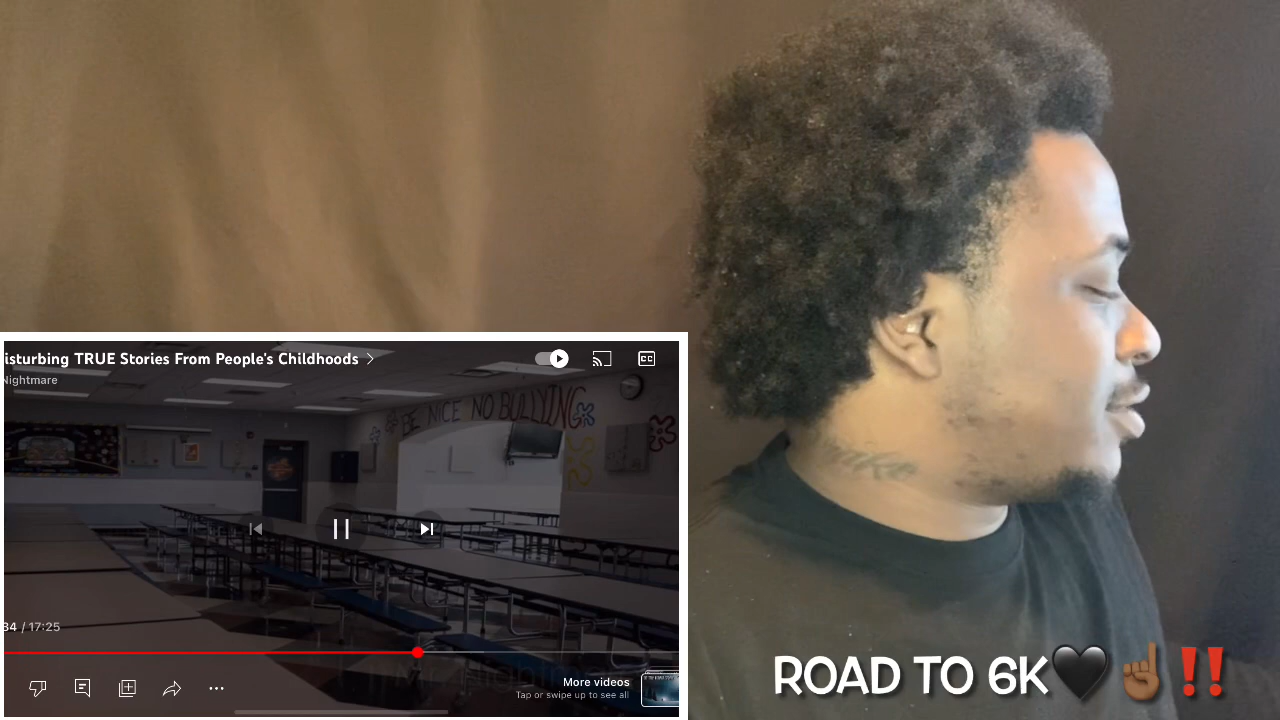 isturbing TRUE Stories From People's Childhoods
Nightmare
CC
BE NICE NO BULLYING
34 / 17:25
More videos
Tap or swipe up to see all
ROAD TO 6K🖤☝🏾‼️